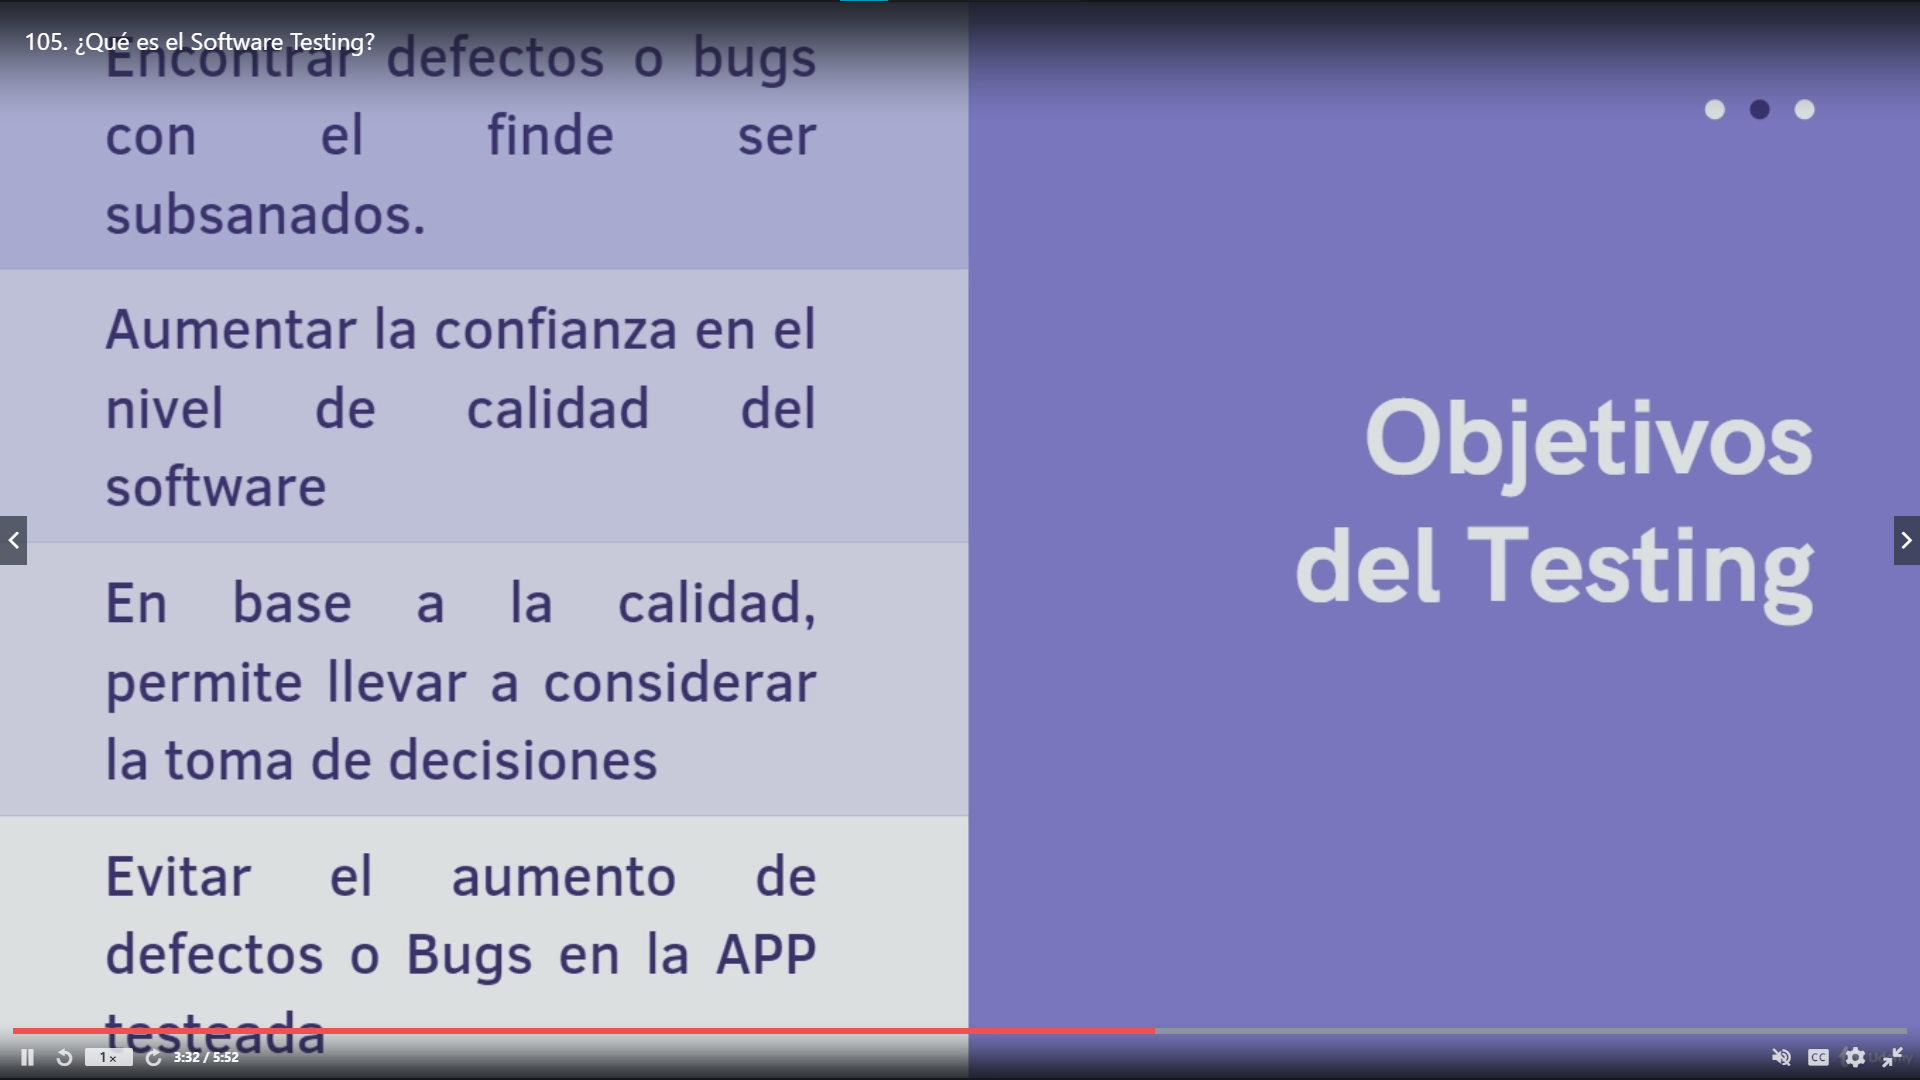 105. ¿Qué es el Software Testing?
Encontrar defectos o bugs
con el finde ser
subsanados.
Aumentar la confianza en el
nivel de calidad del
software
En base a la calidad,
permite llevar a considerar
la toma de decisiones
Evitar el aumento de
defectos o Bugs en la APP
testeada
Objetivos
del Testing
1x
3:32 / 5:52
CC